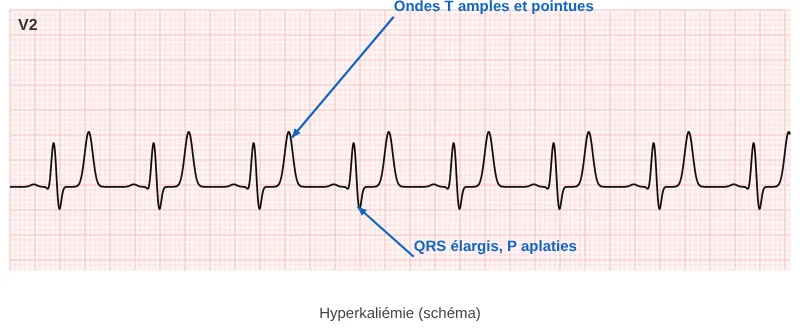 Ondes T amples et pointues
V2
QRS élargis, P aplaties
Hyperkaliémie (schéma)